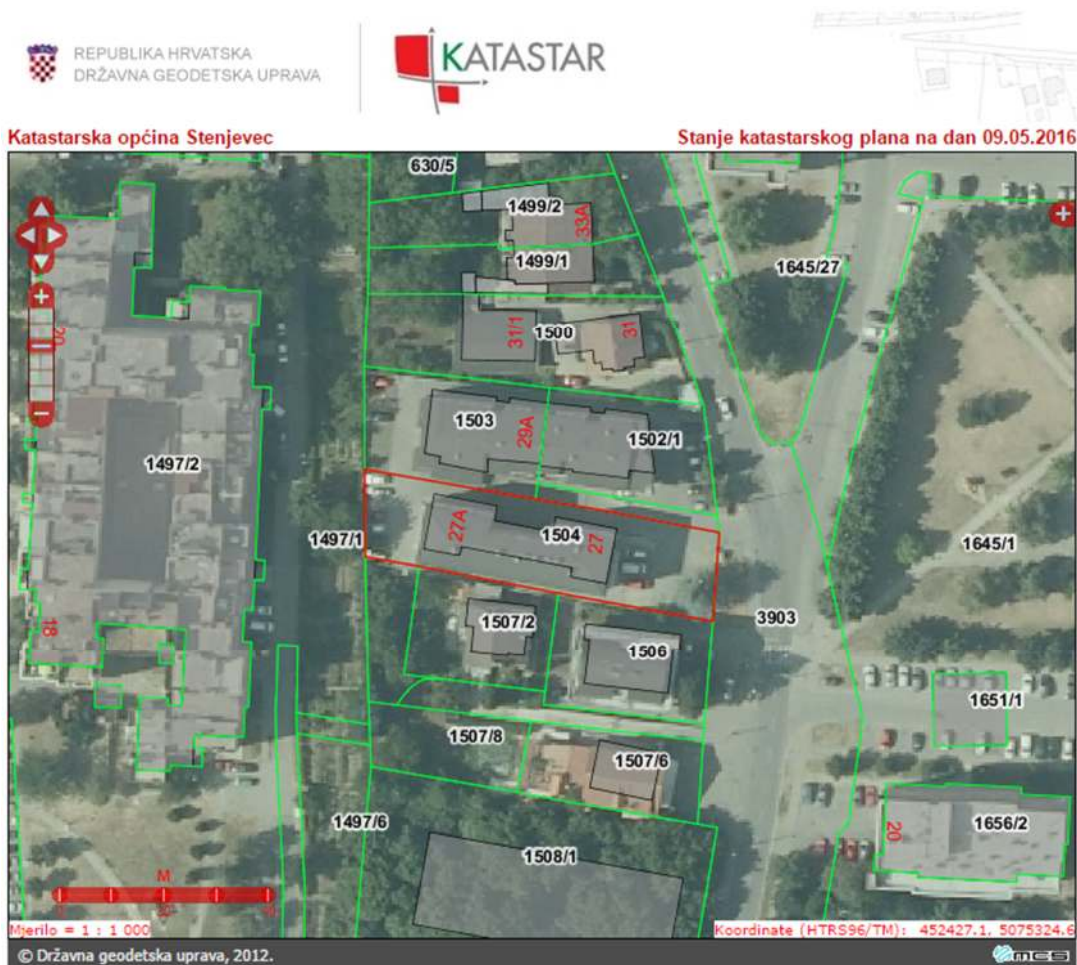 REPUBLIKA HRVATSKA
DRŽAVNA GEODETSKA UPRAVA
KATASTAR
Katastarska općina Stenjevec
Stanje katastarskog plana na dan 09.05.2016
630/5
1499/2
33A
1499/1
1645/27
31/1
1500
31
20
1503
29A
1502/1
1497/2
1497/1
27A
1504
27
1645/1
18
1507/2
1506
3903
1651/1
1507/8
1507/6
1497/6
1508/1
20
1656/2
M
Mjerilo = 1 : 1 000
Koordinate (HTRS96/TM): 452427.1, 5075324.6
© Državna geodetska uprava, 2012.
mcs